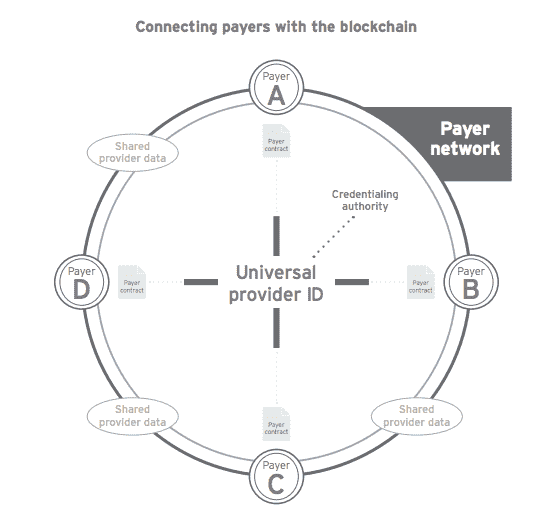 Connecting payers with the blockchain
Payer
A
Payer
network
Shared
provider data
Payer
contract
Credentialing
authority
Payer
D
Payer
contract
Universal
provider ID
Payer
contract
Payer
B
Shared
provider data
Payer
contract
Shared
provider data
Payer
C